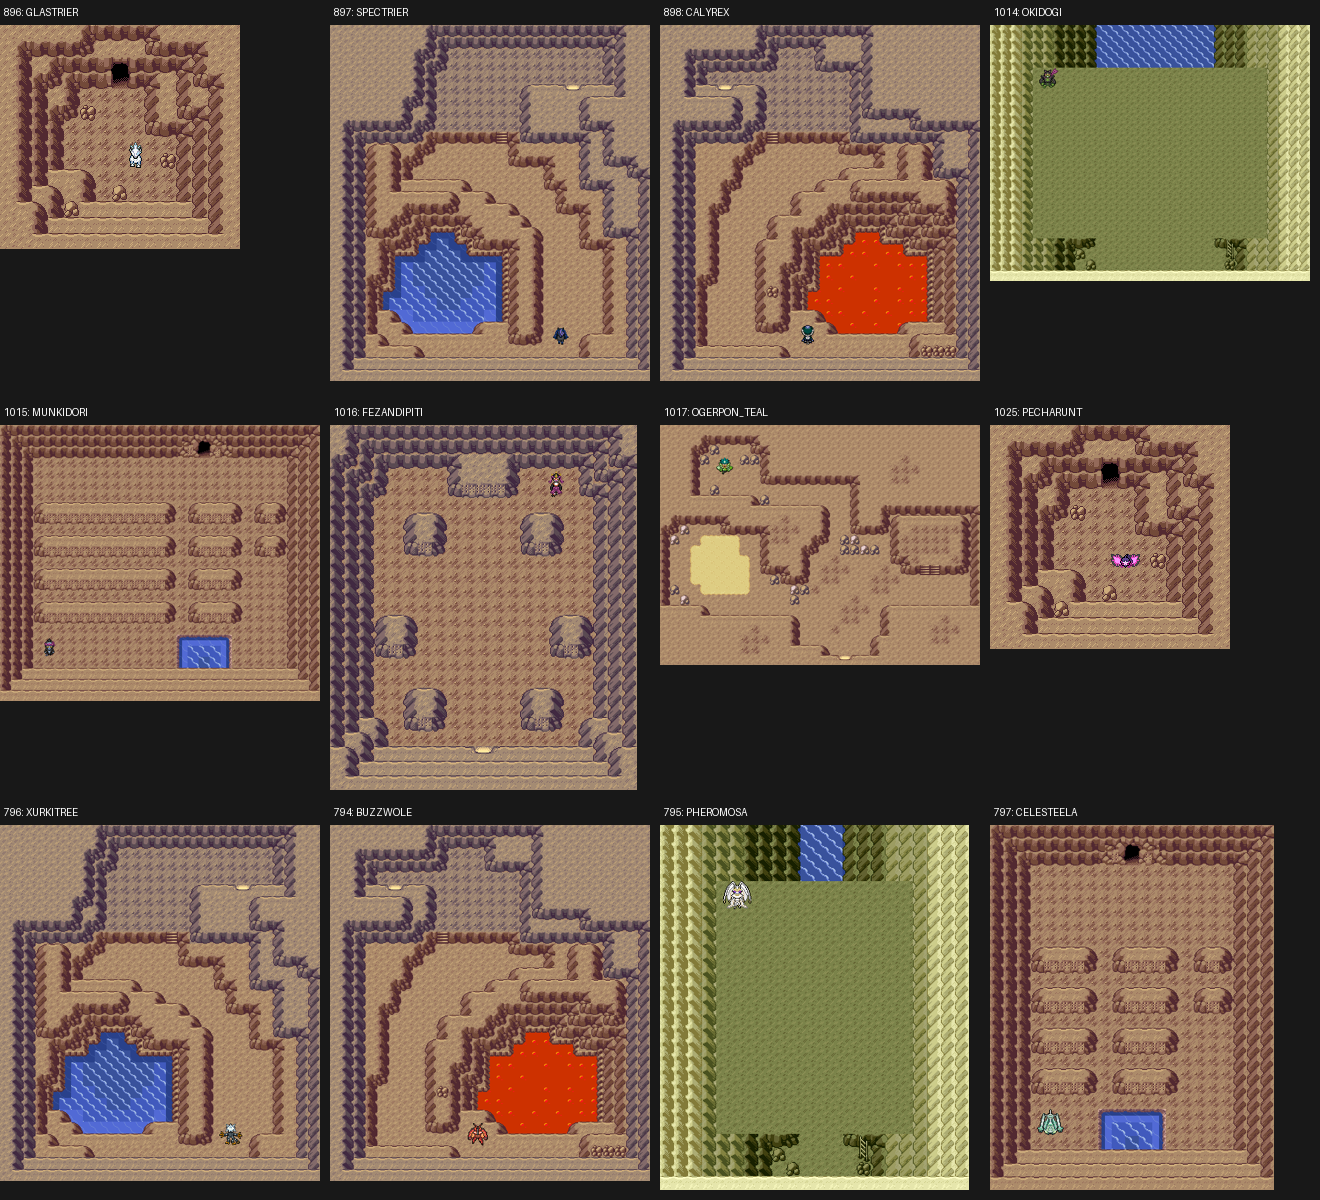 896: GLASTRIER
897: SPECTRIER
898: CALYREX
1014: OKIDOGI
1015: MUNKIDORI
1016: FEZANDIPITI
1017: OGERPON_TEAL
1025: PECHARUNT
796: XURKITREE
794: BUZZWOLE
795: PHEROMOSA
797: CELESTEELA